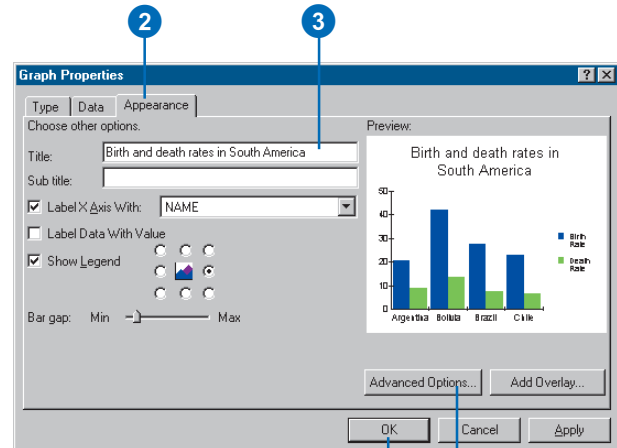 2 3
Graph Properties
Type Data Appearance
Choose other options.
Title: Birth and death rates in South America
Sub title:
Label X Axis With: NAME
Label Data With Value
Show Legend
Bar gap: Min Max
Preview:
Birth and death rates in
South America
50
40
30
20
10
0
Argentina Bolivia Brazil Chile
Birth
Rate
Death
Rate
Advanced Options... Add Overlay...
OK Cancel Apply